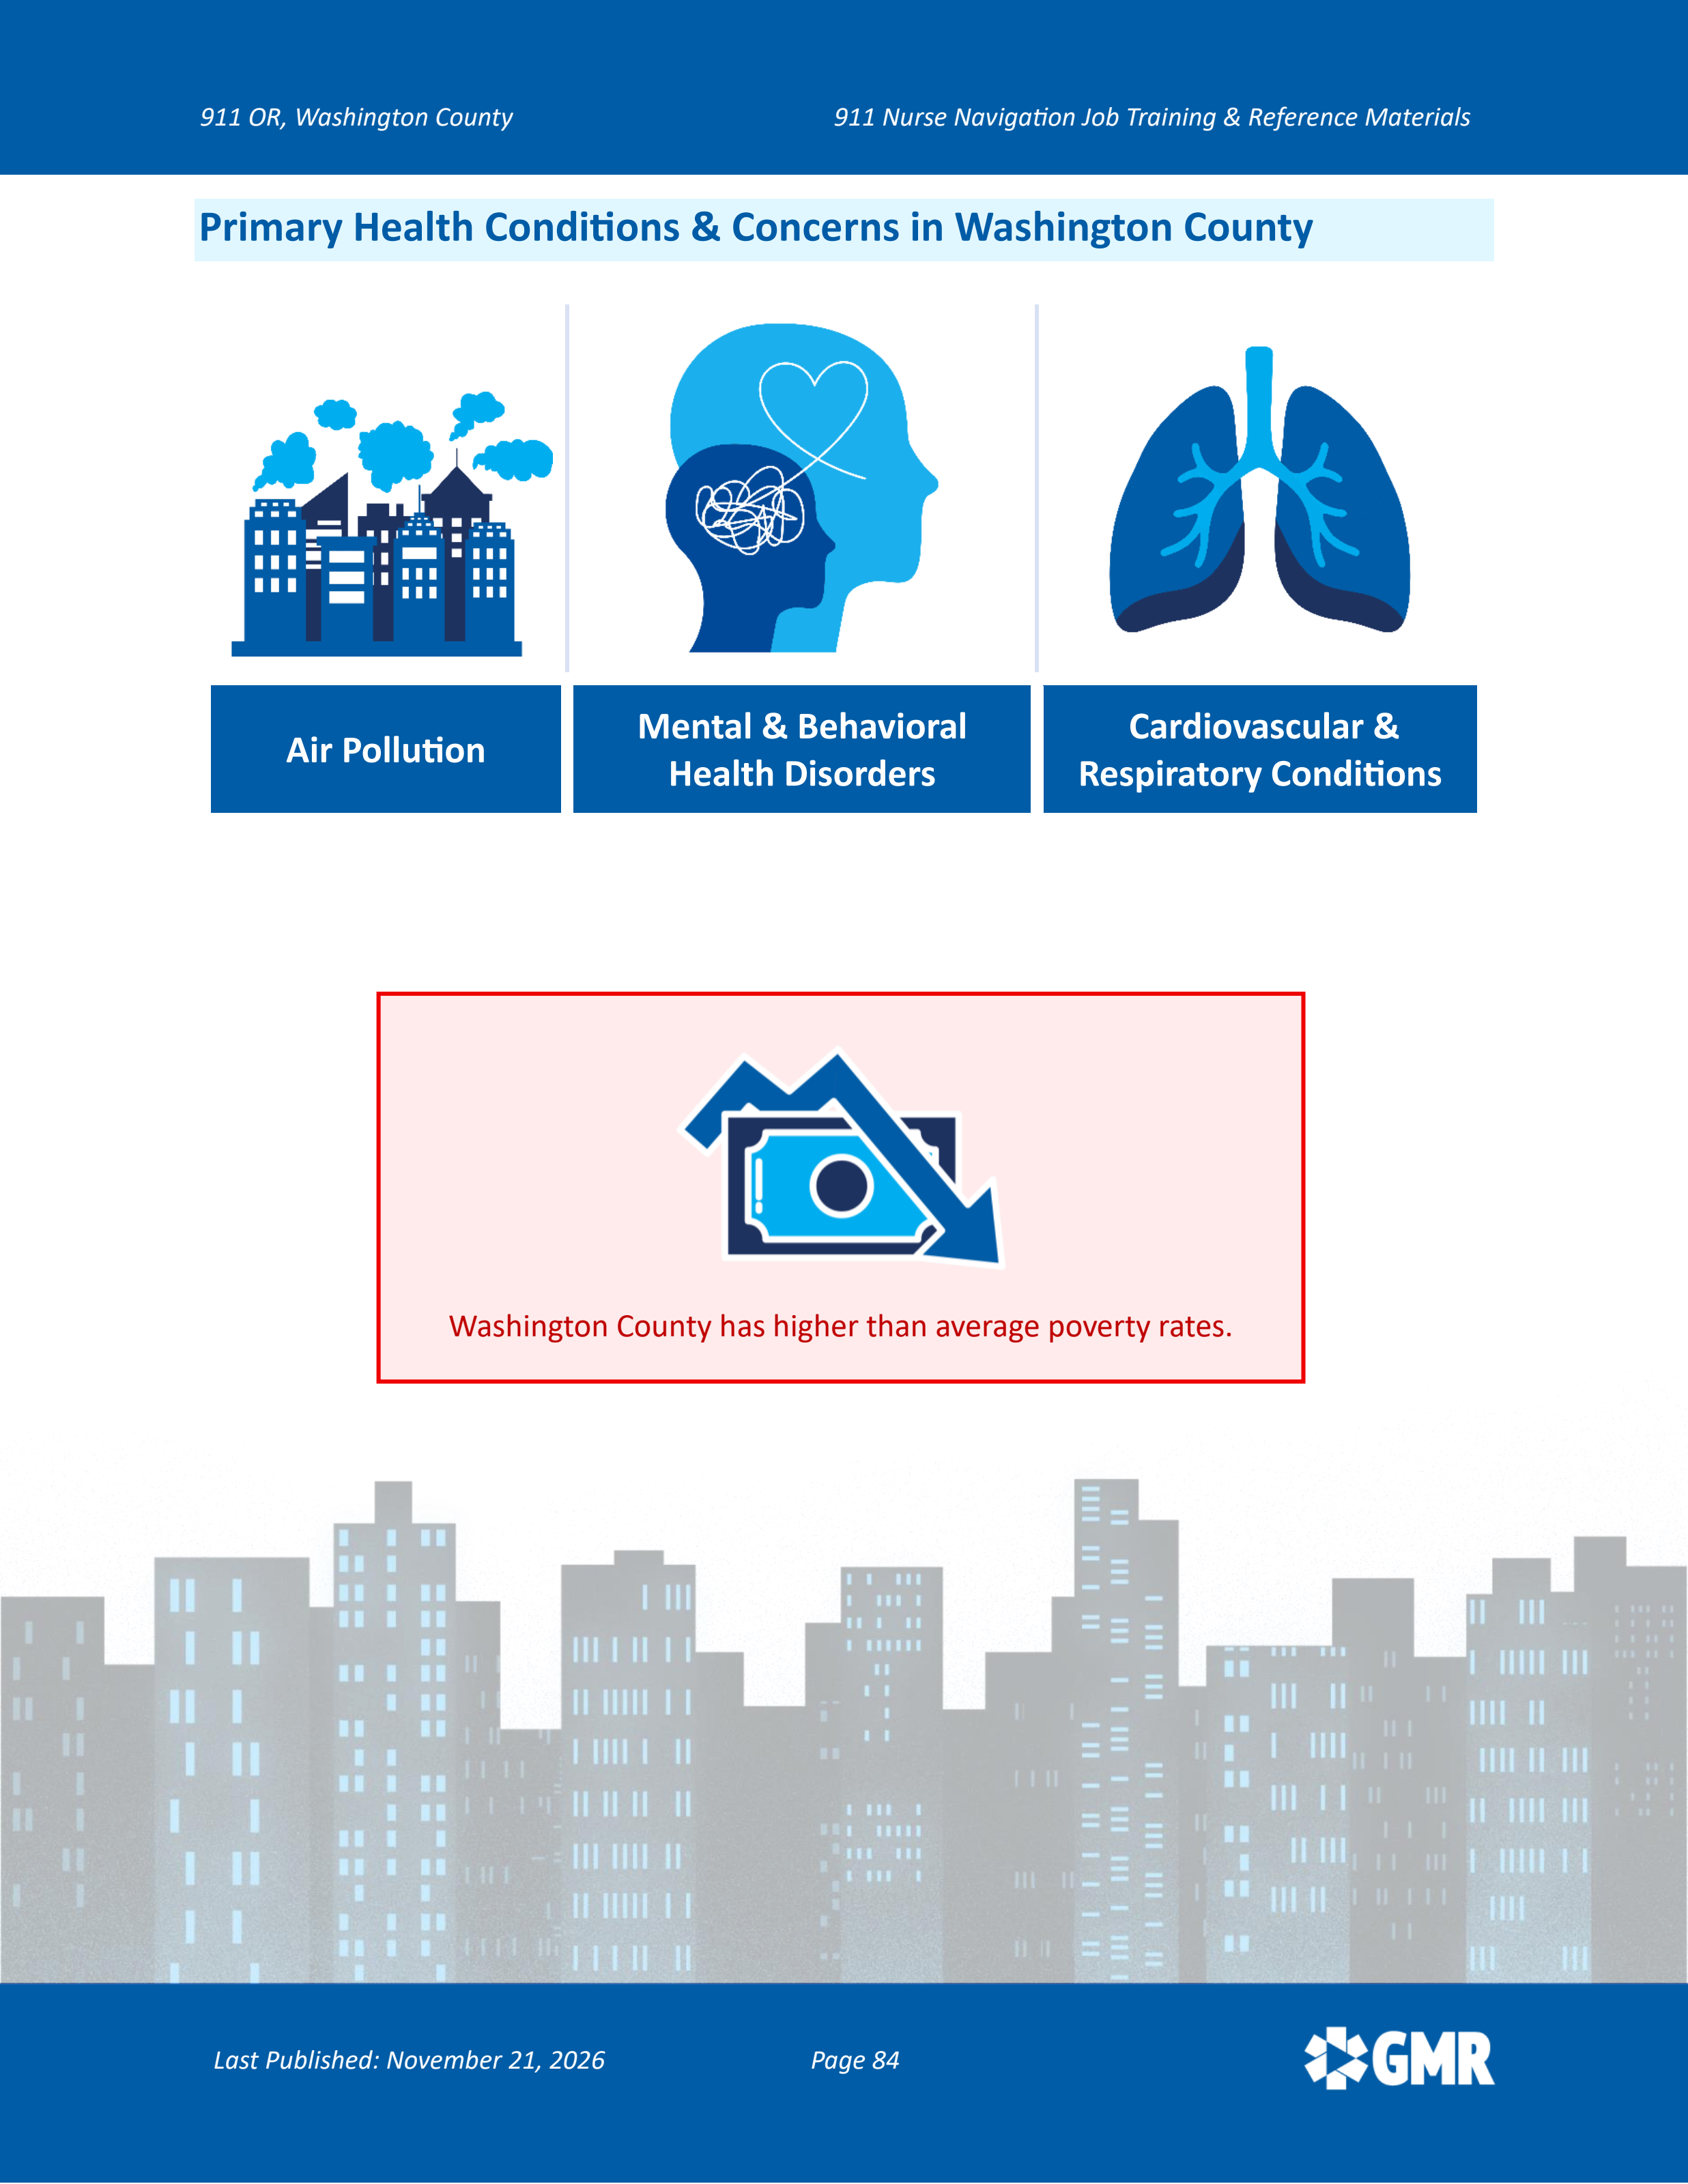 911 OR, Washington County
911 Nurse Navigation Job Training & Reference Materials
Primary Health Conditions & Concerns in Washington County
Air Pollution
Mental & Behavioral
Health Disorders
Cardiovascular &
Respiratory Conditions
Washington County has higher than average poverty rates.
Last Published: November 21, 2026
Page 84
GMR